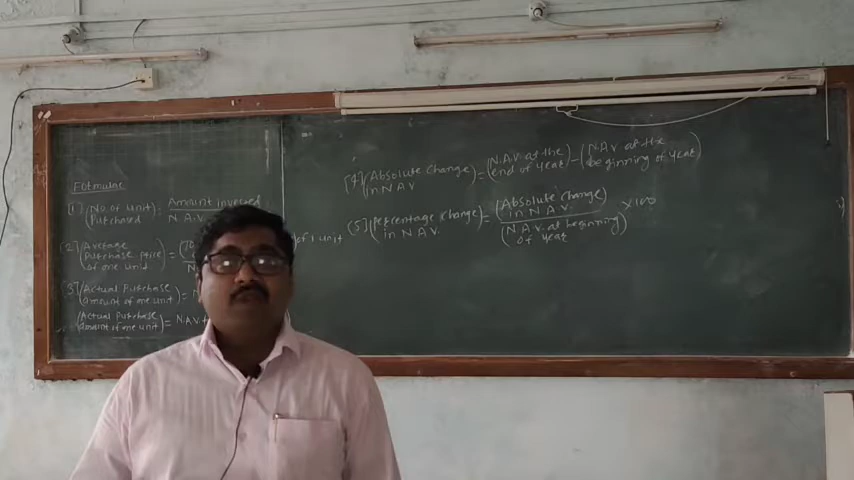 Formulae
[1] (No. of unit Purchased) = Amount invested
N.A.V.
[2] (Average Purchase price of one unit) =
[3] (Actual Purchase amount of one unit) =
(Actual Purchase amount of one unit) = N.A.V. +
of 1 unit
[4] (Absolute Change in N.A.V) = (N.A.V at the end of year) - (N.A.V at the beginning of year)
[5] (Percentage Change in N.A.V.) = (Absolute Change in N.A.V.) × 100
(N.A.V. at beginning of year)